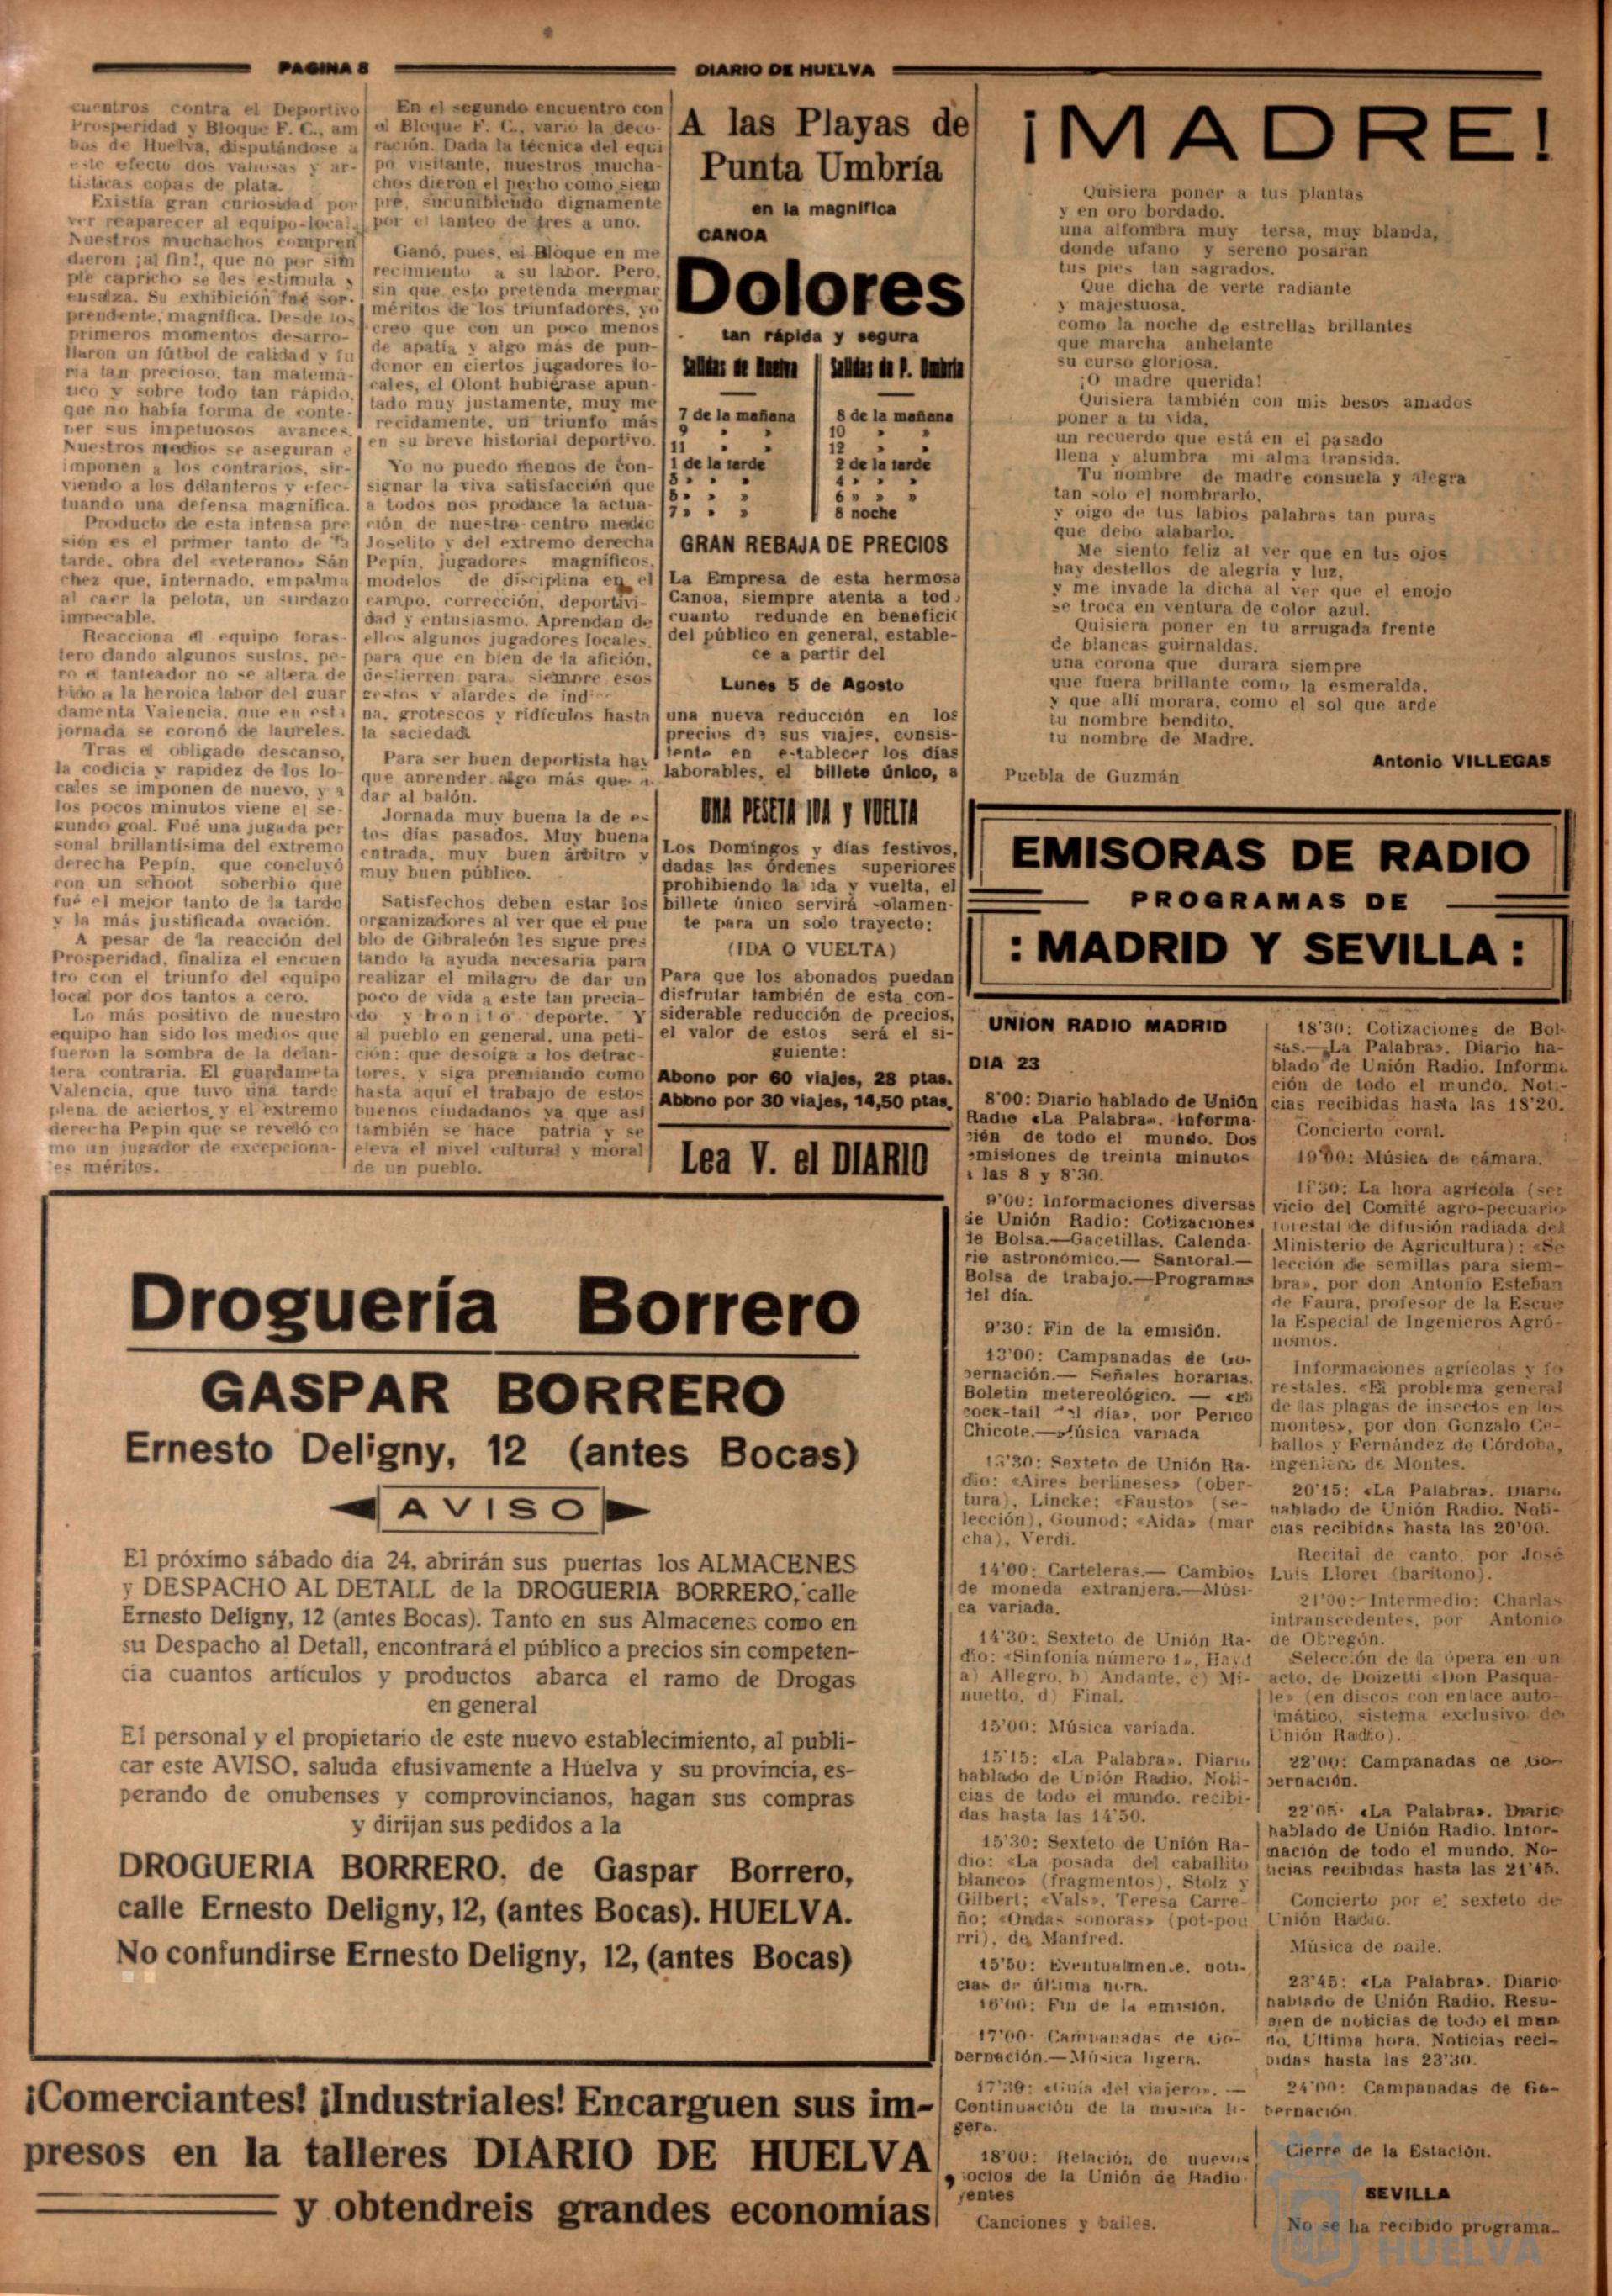 PAGINA 8
DIARIO DE HUELVA
cuentros contra el Deportivo
Prosperidad y Bloque F. C., am
bos de Huelva, disputándose a
este efecto dos valiosas y ar-
tísticas copas de plata.
Existía gran curiosidad por
ver reaparecer al equipo local.
Nuestros muchachos compren
dieron ¡al fin!, que no por sim
ple capricho se les estimula y
ensalza. Su exhibición fué sor-
prendente, magnífica. Desde los
primeros momentos desarro-
llaron un fútbol de calidad y fu
ria tan precioso, tan matemá-
tico y sobre todo tan rápido,
que no había forma de conte-
ner sus impetuosos avances.
Nuestros medios se aseguran e
imponen a los contrarios, sir-
viendo a los delanteros y efec-
tuando una defensa magnífica.
Producto de esta intensa pre
sión es el primer tanto de la
tarde, obra del «veterano» Sán
chez que, internado, empalma
al caer la pelota, un surdazo
impecable.
Reacciona el equipo foras-
tero dando algunos sustos, pe-
ro el tanteador no se altera de
bido a la heroica labor del guar
damenta Valencia, que en esta
jornada se coronó de laureles.
Tras el obligado descanso,
la codicia y rapidez de los lo-
cales se imponen de nuevo, y a
los pocos minutos viene el se-
gundo goal. Fué una jugada per
sonal brillantísima del extremo
derecha Pepín, que concluyó
con un schoot soberbio que
fué el mejor tanto de la tarde
y la más justificada ovación.
A pesar de la reacción del
Prosperidad, finaliza el encuen
tro con el triunfo del equipo
local por dos tantos a cero.
Lo más positivo de nuestro
equipo han sido los medios que
fueron la sombra de la delan-
tera contraria. El guardameta
Valencia, que tuvo una tarde
plena de aciertos, y el extremo
derecha Pepín que se reveló co
mo un jugador de excepciona-
les méritos.
En el segundo encuentro con
el Bloque F. C., varió la deco-
ración. Dada la técnica del equi
po visitante, nuestros mucha-
chos dieron el pecho como siem
pre, sucumbiendo dignamente
por el tanteo de tres a uno.
Ganó, pues, el Bloque en me
recimiento a su labor. Pero,
sin que esto pretenda mermar
méritos de los triunfadores, yo
creo que con un poco menos
de apatía y algo más de pun-
donor en ciertos jugadores lo-
cales, el Olont hubiérase apun-
tado muy justamente, muy me
recidamente, un triunfo más
en su breve historial deportivo.
Yo no puedo menos de con-
signar la viva satisfacción que
a todos nos produce la actua-
ción de nuestro centro medio
Joselito y del extremo derecha
Pepín, jugadores magníficos,
modelos de disciplina en el
campo, corrección, deportivi-
dad y entusiasmo. Aprendan de
ellos algunos jugadores locales,
para que en bien de la afición,
destierren para siempre esos
gestos y alardes de ind
na, grotescos y ridículos hasta
la saciedad.
Para ser buen deportista hay
que aprender algo más que a
dar al balón.
Jornada muy buena la de es-
tos días pasados. Muy buena
entrada, muy buen árbitro y
muy buen público.
Satisfechos deben estar los
organizadores al ver que el pue
blo de Gibraleón les sigue pres
tando la ayuda necesaria para
realizar el milagro de dar un
poco de vida a este tan precia-
do y bonito deporte. Y
al pueblo en general, una peti-
ción: que desoiga a los detrac-
tores, y siga premiando como
hasta aquí el trabajo de estos
buenos ciudadanos ya que así
también se hace patria y se
eleva el nivel cultural y moral
de un pueblo.
A las Playas de
Punta Umbría
en la magnifica
CANOA
Dolores
tan rápida y segura
Salidas de Huelva
Salidas de P. Umbría
7 de la mañana
9 » »
11 » »
1 de la tarde
3 » » »
5 » » »
7 » » »
8 de la mañana
10 » »
12 » »
2 de la tarde
4 » » »
6 » » »
8 noche
GRAN REBAJA DE PRECIOS
La Empresa de esta hermosa
Canoa, siempre atenta a tod
cuanto redunde en beneficio
del público en general, estable-
ce a partir del
Lunes 5 de Agosto
una nueva reducción en los
precios de sus viajes, consis-
tente en establecer los días
laborables, el billete único, a
UNA PESETA IDA Y VUELTA
Los Domingos y días festivos,
dadas las órdenes superiores
prohibiendo la ida y vuelta, el
billete único servirá solamen-
te para un solo trayecto:
(IDA O VUELTA)
Para que los abonados puedan
disfrutar también de esta con-
siderable reducción de precios,
el valor de estos será el si-
guiente:
Abono por 60 viajes, 28 ptas.
Abono por 30 viajes, 14,50 ptas.
Lea V. el DIARIO
¡MADRE!
Quisiera poner a tus plantas
y en oro bordado.
una alfombra muy tersa, muy blanda,
donde ufano y sereno posaran
tus pies tan sagrados.
Que dicha de verte radiante
y majestuosa,
como la noche de estrellas brillantes
que marcha anhelante
su curso gloriosa.
¡O madre querida!
Quisiera también con mis besos amados
poner a tu vida,
un recuerdo que está en el pasado
llena y alumbra mi alma transida.
Tu nombre de madre consuela y alegra
tan solo el nombrarlo,
y oigo de tus labios palabras tan puras
que debo alabarlo.
Me siento feliz al ver que en tus ojos
hay destellos de alegría y luz,
y me invade la dicha al ver que el enojo
se troca en ventura de color azul.
Quisiera poner en tu arrugada frente
de blancas guirnaldas.
una corona que durara siempre
que fuera brillante como la esmeralda,
y que allí morara, como el sol que arde
tu nombre bendito,
tu nombre de Madre.
Antonio VILLEGAS
Puebla de Guzmán
EMISORAS DE RADIO
PROGRAMAS DE
: MADRID Y SEVILLA :
UNION RADIO MADRID
DIA 23
8'00: Diario hablado de Unión
Radio «La Palabra». Informa-
ción de todo el mundo. Dos
emisiones de treinta minutos
a las 8 y 8'30.
9'00: Informaciones diversas
de Unión Radio: Cotizaciones
de Bolsa.—Gacetillas. Calenda-
rio astronómico.— Santoral.—
Bolsa de trabajo.—Programas
del día.
9'30: Fin de la emisión.
13'00: Campanadas de Go-
bernación.— Señales horarias.
Boletín metereológico. — «El
cock-tail del día», por Perico
Chicote.—Música variada
13'30: Sexteto de Unión Ra-
dio: «Aires berlineses» (ober-
tura), Lincke; «Fausto» (se-
lección), Gounod; «Aida» (mar
cha), Verdi.
14'00: Carteleras.— Cambios
de moneda extranjera.—Músi-
ca variada.
14'30: Sexteto de Unión Ra-
dio: «Sinfonía número 1», Hayd
a) Allegro, b) Andante, c) Mi-
nuetto, d) Final.
15'00: Música variada.
15'15: «La Palabra». Diario
hablado de Unión Radio. Noti-
cias de todo el mundo, recibi-
das hasta las 14'50.
15'30: Sexteto de Unión Ra-
dio: «La posada del caballito
blanco» (fragmentos), Stolz y
Gilbert; «Vals», Teresa Carre-
ño; «Ondas sonoras» (pot-pou
rri), de Manfred.
15'50: Eventualmente, noti-
cias de última hora.
16'00: Fin de la emisión.
17'00: Campanadas de Go-
bernación.—Música ligera.
17'30: «Guía del viajero». —
Continuación de la musica li-
gera.
18'00: Relación de nuevos
socios de la Unión de Radio
yentes
Canciones y bailes.
18'30: Cotizaciones de Bol-
sas.—«La Palabra». Diario ha-
blado de Unión Radio. Informa
ción de todo el mundo. Noti-
cias recibidas hasta las 18'20.
Concierto coral.
19'00: Música de cámara.
1 '30: La hora agrícola (ser
vicio del Comité agro-pecuario
forestal de difusión radiada del
Ministerio de Agricultura): «Se
lección de semillas para siem-
bra», por don Antonio Esteban
de Faura, profesor de la Escue
la Especial de Ingenieros Agró-
nomos.
Informaciones agrícolas y fo
restales. «El problema general
de las plagas de insectos en los
montes», por don Gonzalo Ce-
ballos y Fernández de Córdoba,
ingeniero de Montes.
20'15: «La Palabra». Diario
hablado de Unión Radio. Noti-
cias recibidas hasta las 20'00.
Recital de canto, por José
Luis Lloret (barítono).
21'00: Intermedio: Charlas
intranscedentes, por Antonio
de Obregón.
Selección de la ópera en un
acto, de Doizetti «Don Pasqua
le» (en discos con enlace auto-
mático, sistema exclusivo de
Unión Radio).
22'00: Campanadas de Go-
bernación.
22'05: «La Palabra». Diario
hablado de Unión Radio. Infor-
mación de todo el mundo. No-
ticias recibidas hasta las 21'45.
Concierto por el sexteto de
Unión Radio.
Música de baile.
23'45: «La Palabra». Diario
hablado de Unión Radio. Resu-
men de noticias de todo el mun
do, Ultima hora. Noticias reci-
bidas hasta las 23'30.
24'00: Campanadas de Go-
bernación.
Cierre de la Estación.
SEVILLA
No se ha recibido programa.
Droguería Borrero
GASPAR BORRERO
Ernesto Deligny, 12 (antes Bocas)
AVISO
El próximo sábado dia 24, abrirán sus puertas los ALMACENES
y DESPACHO AL DETALL de la DROGUERIA BORRERO, calle
Ernesto Deligny, 12 (antes Bocas). Tanto en sus Almacenes como en
su Despacho al Detall, encontrará el público a precios sin competen-
cia cuantos artículos y productos abarca el ramo de Drogas
en general
El personal y el propietario de este nuevo establecimiento, al publi-
car este AVISO, saluda efusivamente a Huelva y su provincia, es-
perando de onubenses y comprovincianos, hagan sus compras
y dirijan sus pedidos a la
DROGUERIA BORRERO, de Gaspar Borrero,
calle Ernesto Deligny, 12, (antes Bocas). HUELVA.
No confundirse Ernesto Deligny, 12, (antes Bocas)
¡Comerciantes! ¡Industriales! Encarguen sus im-
presos en la talleres DIARIO DE HUELVA
y obtendreis grandes economías
HUELVA